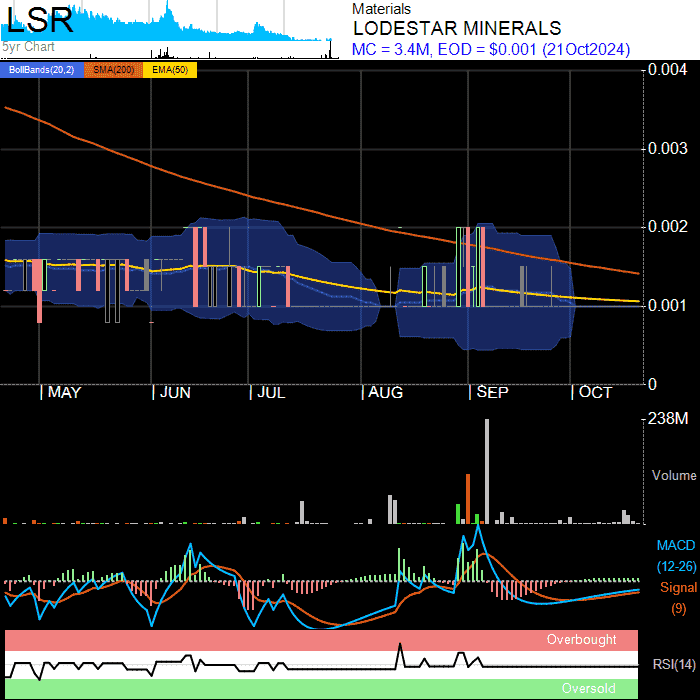 LSR
5yr Chart
Materials
LODESTAR MINERALS
MC = 3.4M, EOD = $0.001 (21Oct2024)
BollBands(20,2) SMA(200) EMA(50)
0.004
0.003
0.002
0.001
0
MAY JUN JUL AUG SEP OCT
238M
Volume
MACD
(12-26)
Signal
(9)
Overbought
RSI(14)
Oversold